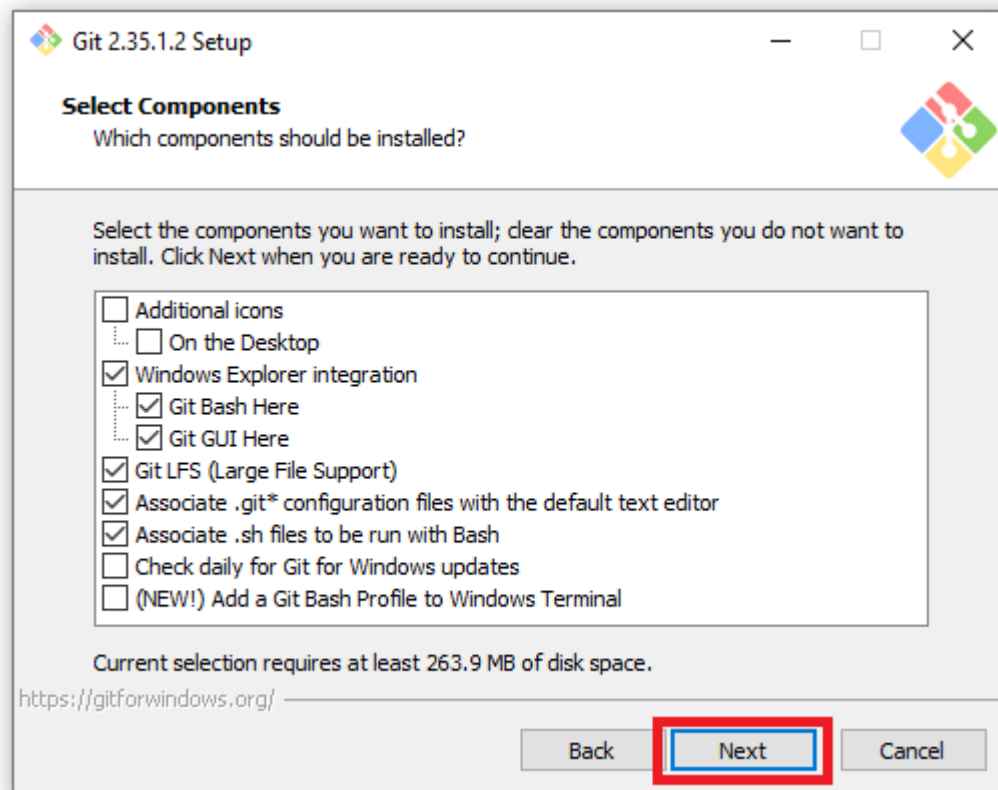 Git 2.35.1.2 Setup
Select Components
Which components should be installed?
Select the components you want to install; clear the components you do not want to
install. Click Next when you are ready to continue.
Additional icons
On the Desktop
Windows Explorer integration
Git Bash Here
Git GUI Here
Git LFS (Large File Support)
Associate .git* configuration files with the default text editor
Associate .sh files to be run with Bash
Check daily for Git for Windows updates
(NEW!) Add a Git Bash Profile to Windows Terminal
Current selection requires at least 263.9 MB of disk space.
https://gitforwindows.org/
Back Next Cancel